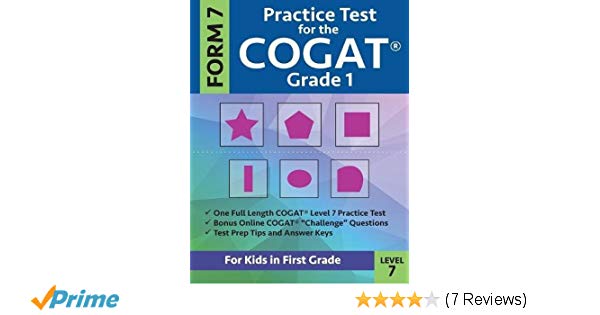 FORM 7
Practice Test
for the
COGAT®
Grade 1
✓ One Full Length COGAT® Level 7 Practice Test
✓ Bonus Online COGAT® "Challenge" Questions
✓ Test Prep Tips and Answer Keys
For Kids in First Grade
LEVEL
7
Prime
(7 Reviews)